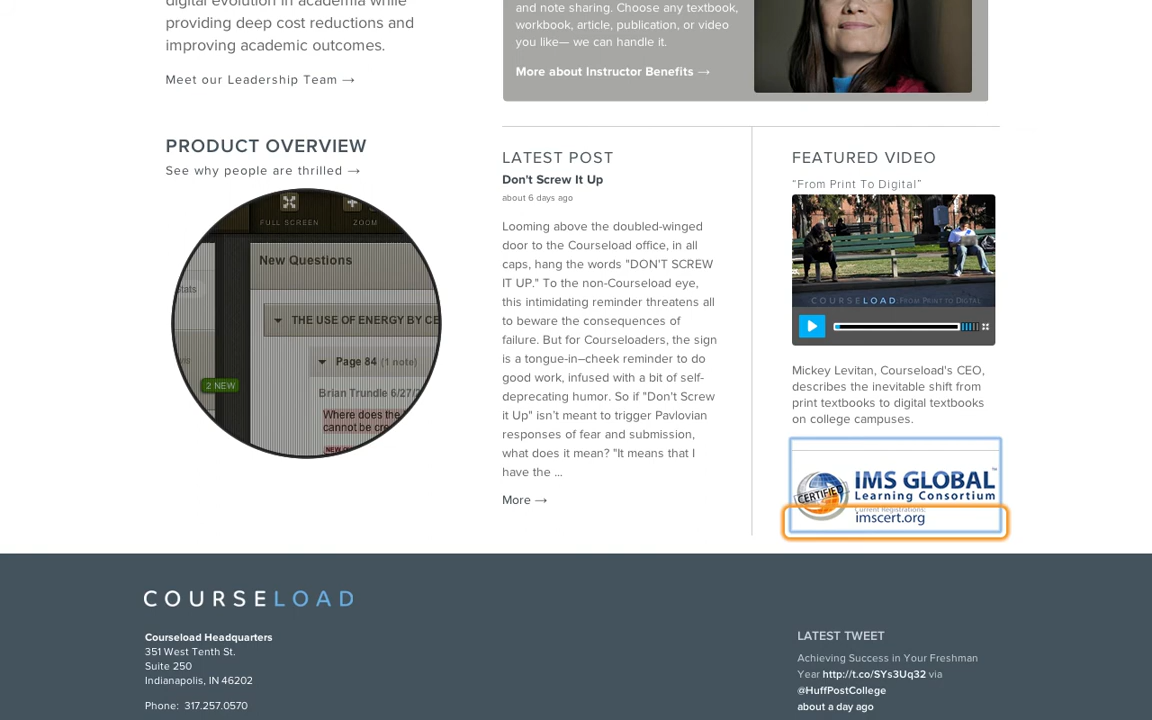 digital evolution in academia while
providing deep cost reductions and
improving academic outcomes.
Meet our Leadership Team →
and note sharing. Choose any textbook,
workbook, article, publication, or video
you like— we can handle it.
More about Instructor Benefits →
PRODUCT OVERVIEW
See why people are thrilled →
FULL SCREEN
ZOOM
New Questions
THE USE OF ENERGY BY CE
Page 84 (1 note)
2 NEW
Brian Trundle 6/27/
Where does the
cannot be cre
LATEST POST
Don't Screw It Up
about 6 days ago
Looming above the doubled-winged
door to the Courseload office, in all
caps, hang the words "DON'T SCREW
IT UP." To the non-Courseload eye,
this intimidating reminder threatens all
to beware the consequences of
failure. But for Courseloaders, the sign
is a tongue-in–cheek reminder to do
good work, infused with a bit of self-
deprecating humor. So if "Don't Screw
it Up" isn't meant to trigger Pavlovian
responses of fear and submission,
what does it mean? "It means that I
have the ...
More →
FEATURED VIDEO
“From Print To Digital”
COURSELOAD FROM PRINT TO DIGITAL
Mickey Levitan, Courseload's CEO,
describes the inevitable shift from
print textbooks to digital textbooks
on college campuses.
CERTIFIED
IMS GLOBAL™
Learning Consortium
Current Registrations:
imscert.org
COURSELOAD
Courseload Headquarters
351 West Tenth St.
Suite 250
Indianapolis, IN 46202
Phone: 317.257.0570
LATEST TWEET
Achieving Success in Your Freshman
Year http://t.co/SYs3Uq32 via
@HuffPostCollege
about a day ago